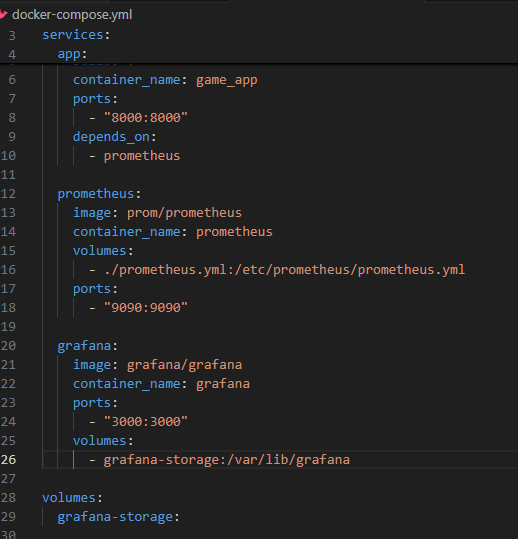 docker-compose.yml
3 services:
4 app:
6 container_name: game_app
7 ports:
8 - "8000:8000"
9 depends_on:
10 - prometheus
11
12 prometheus:
13 image: prom/prometheus
14 container_name: prometheus
15 volumes:
16 - ./prometheus.yml:/etc/prometheus/prometheus.yml
17 ports:
18 - "9090:9090"
19
20 grafana:
21 image: grafana/grafana
22 container_name: grafana
23 ports:
24 - "3000:3000"
25 volumes:
26 - grafana-storage:/var/lib/grafana
27
28 volumes:
29 grafana-storage:
30